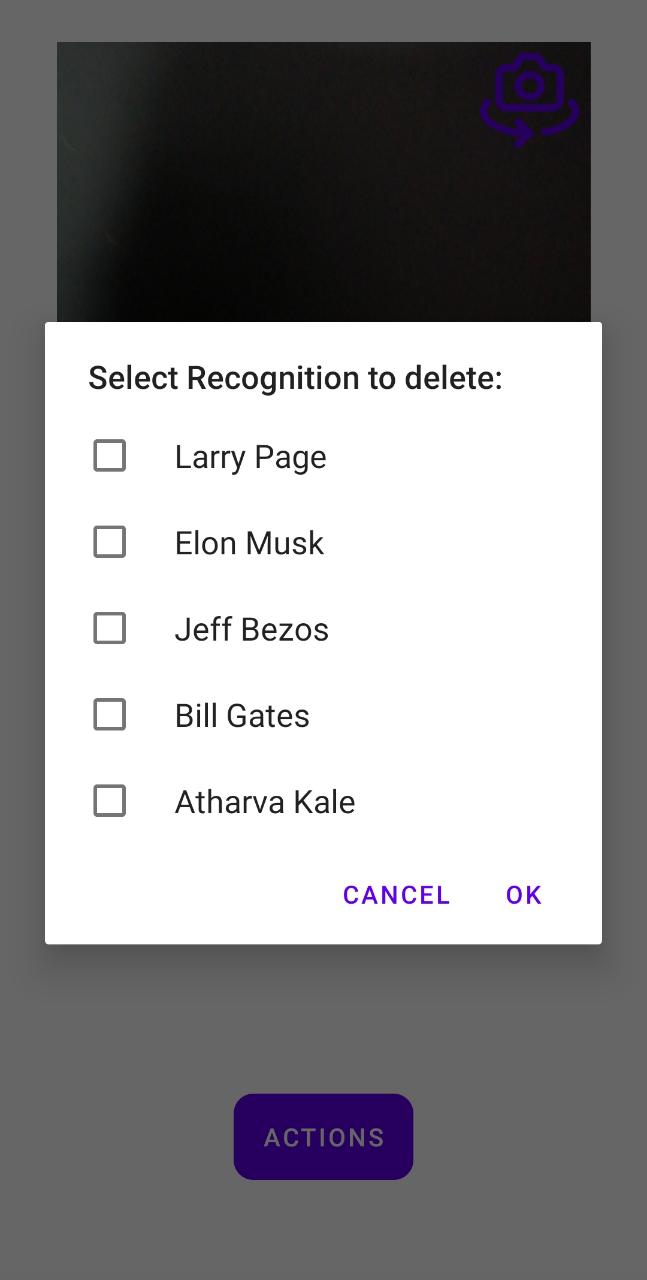 Select Recognition to delete:
Larry Page
Elon Musk
Jeff Bezos
Bill Gates
Atharva Kale
CANCEL OK
ACTIONS